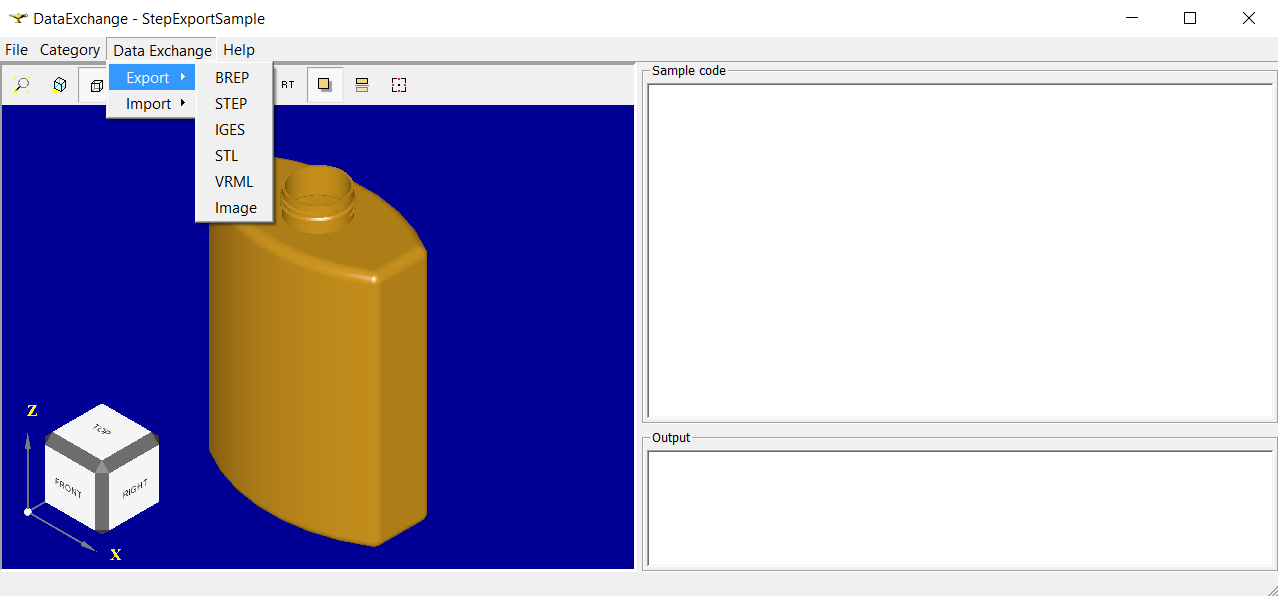 DataExchange - StepExportSample
File Category Data Exchange Help
Export
Import
BREP
STEP
IGES
STL
VRML
Image
RT
Sample code
Output
Z
TOP
FRONT
RIGHT
X